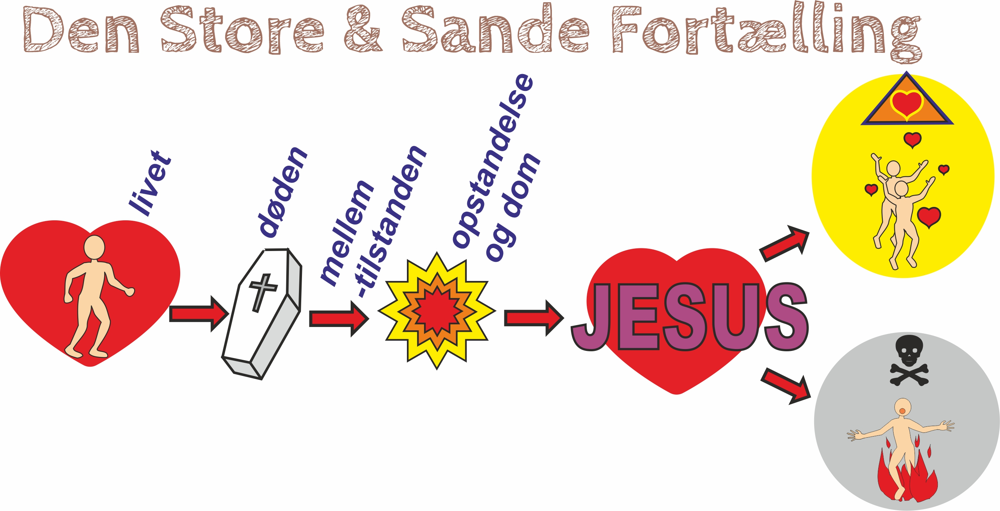 Den Store & Sande Fortælling
livet
døden
mellem
-tilstanden
opstandelse
og dom
JESUS